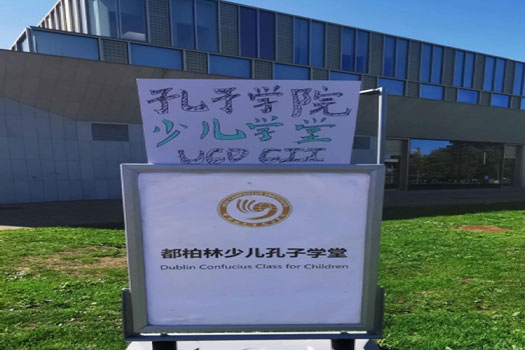 孔子学院
少儿学堂
UCD CII
都柏林少儿孔子学堂
Dublin Confucius Class for Children